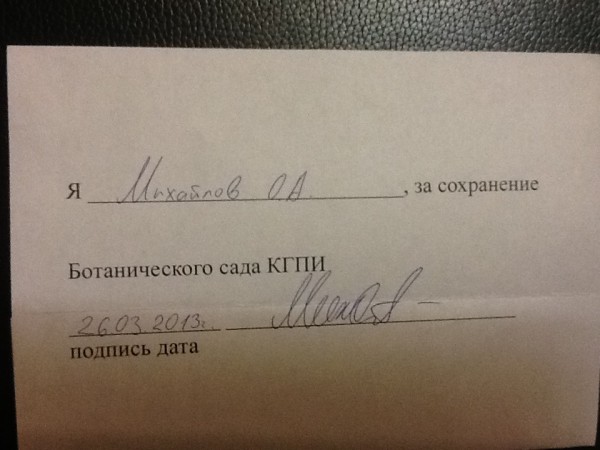 Я Михайлов О.А. , за сохранение
Ботанического сада КГПИ
26.03.2013г.
подпись дата